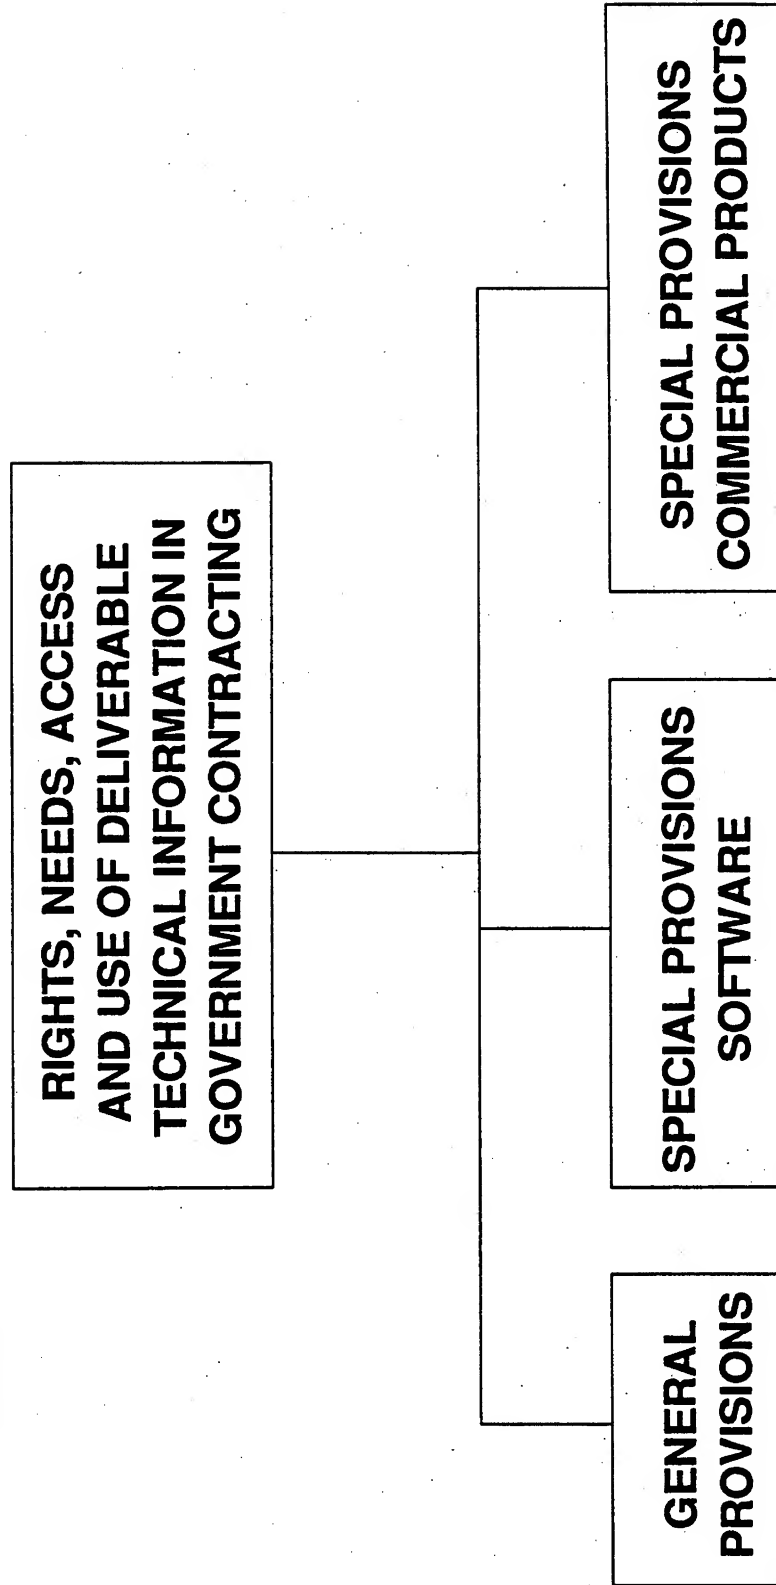 RIGHTS, NEEDS, ACCESS
AND USE OF DELIVERABLE
TECHNICAL INFORMATION IN
GOVERNMENT CONTRACTING
GENERAL
PROVISIONS
SPECIAL PROVISIONS
SOFTWARE
SPECIAL PROVISIONS
COMMERCIAL PRODUCTS